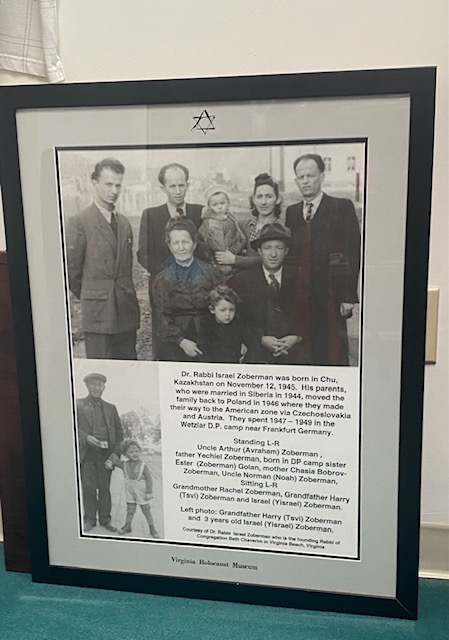 Dr. Rabbi Israel Zoberman was born in Chu,
Kazakhstan on November 12, 1945. His parents,
who were married in Siberia in 1944, moved the
family back to Poland in 1946 where they made
their way to the American zone via Czechoslovakia
and Austria. They spent 1947 – 1949 in the
Wetzlar D.P. camp near Frankfurt Germany.
Standing L-R
Uncle Arthur (Avraham) Zoberman ,
father Yechiel Zoberman, born in DP camp sister
Ester (Zoberman) Golan, mother Chasia Bobrov-
Zoberman, Uncle Norman (Noah) Zoberman,
Sitting L-R
Grandmother Rachel Zoberman, Grandfather Harry
(Tsvi) Zoberman and Israel (Yisrael) Zoberman.
Left photo: Grandfather Harry (Tsvi) Zoberman
and 3 years old Israel (Yisrael) Zoberman.
Courtesy of Dr. Rabbi Israel Zoberman who is the founding Rabbi of
Congregation Beth Chaverim in Virginia Beach, Virginia
Virginia Holocaust Museum